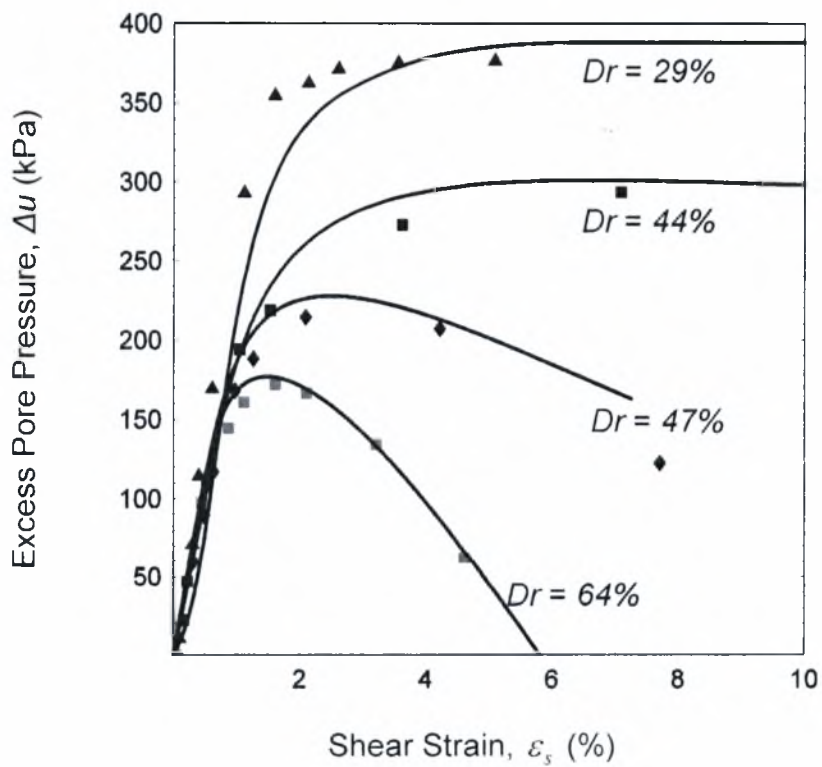 400
350
300
250
200
150
100
50
Excess Pore Pressure, Δu (kPa)
Dr = 29%
Dr = 44%
Dr = 47%
Dr = 64%
2 4 6 8 10
Shear Strain, εs (%)